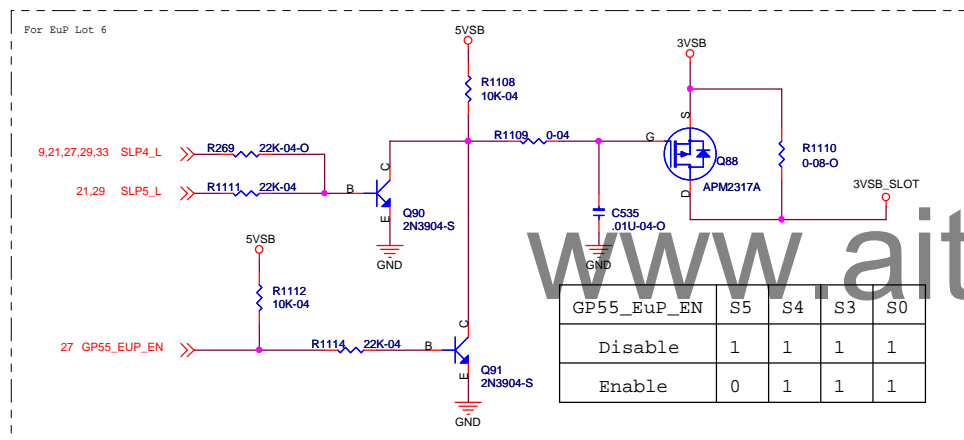 For EuP Lot 6
5VSB
R1108
10K-04
3VSB
9,21,27,29,33 SLP4_L
R269 22K-04-O
R1109 0-04
G
S
D
Q88
APM2317A
R1110
0-08-O
3VSB_SLOT
21,29 SLP5_L
R1111 22K-04
B
C
E
Q90
2N3904-S
GND
C535
.01U-04-O
GND
www.ait
5VSB
R1112
10K-04
27 GP55_EUP_EN
R1114 22K-04
B
C
E
Q91
2N3904-S
GND
GP55_EuP_EN S5 S4 S3 S0
Disable 1 1 1 1
Enable 0 1 1 1